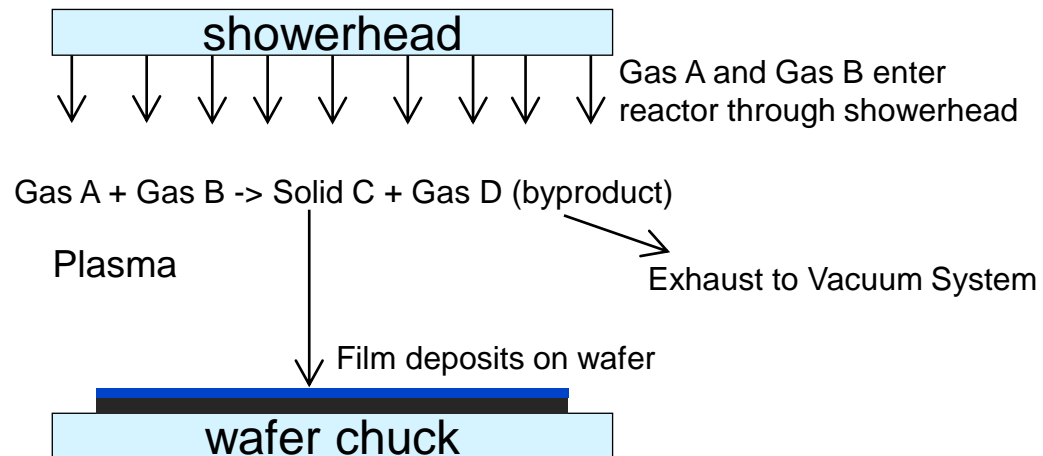 showerhead
Gas A and Gas B enter
reactor through showerhead
Gas A + Gas B -> Solid C + Gas D (byproduct)
Plasma
Exhaust to Vacuum System
Film deposits on wafer
wafer chuck